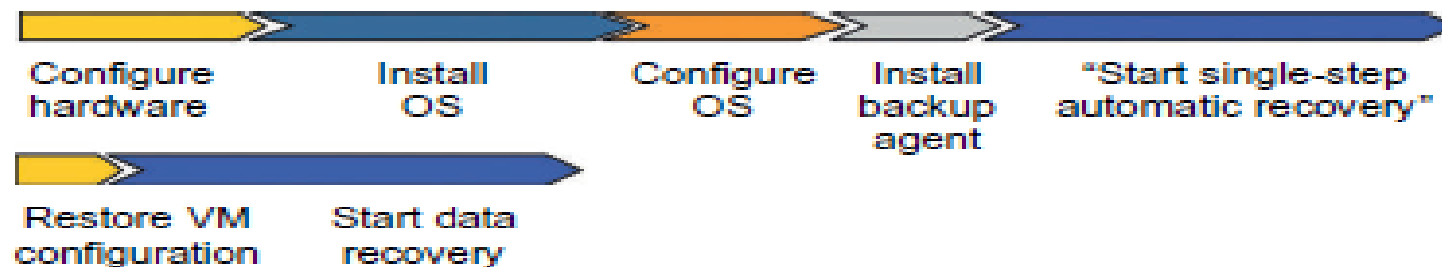 Configure Install Configure Install "Start single-step
hardware OS OS backup automatic recovery"
agent
Restore VM Start data
configuration recovery